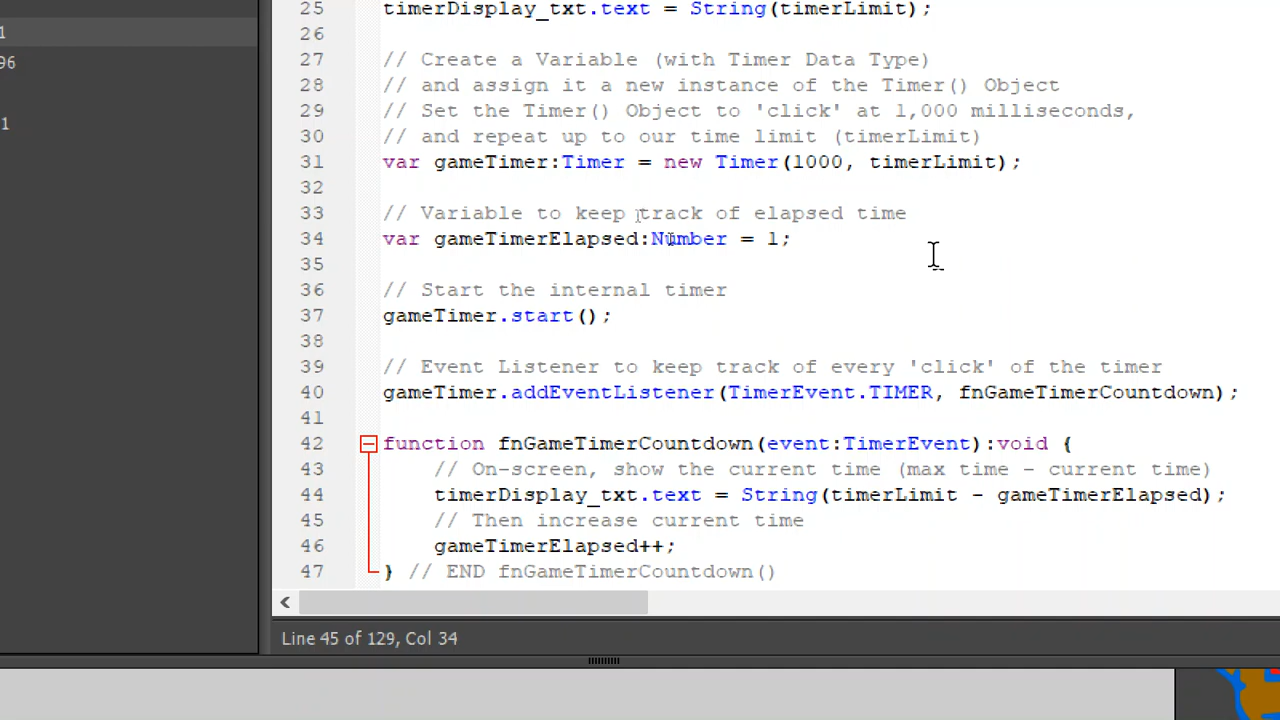 1
96
1
25 timerDisplay_txt.text = String(timerLimit);
26
27 // Create a Variable (with Timer Data Type)
28 // and assign it a new instance of the Timer() Object
29 // Set the Timer() Object to 'click' at 1,000 milliseconds,
30 // and repeat up to our time limit (timerLimit)
31 var gameTimer:Timer = new Timer(1000, timerLimit);
32
33 // Variable to keep track of elapsed time
34 var gameTimerElapsed:Number = 1;
35
36 // Start the internal timer
37 gameTimer.start();
38
39 // Event Listener to keep track of every 'click' of the timer
40 gameTimer.addEventListener(TimerEvent.TIMER, fnGameTimerCountdown);
41
42 function fnGameTimerCountdown(event:TimerEvent):void {
43 // On-screen, show the current time (max time - current time)
44 timerDisplay_txt.text = String(timerLimit - gameTimerElapsed);
45 // Then increase current time
46 gameTimerElapsed++;
47 } // END fnGameTimerCountdown()
Line 45 of 129, Col 34